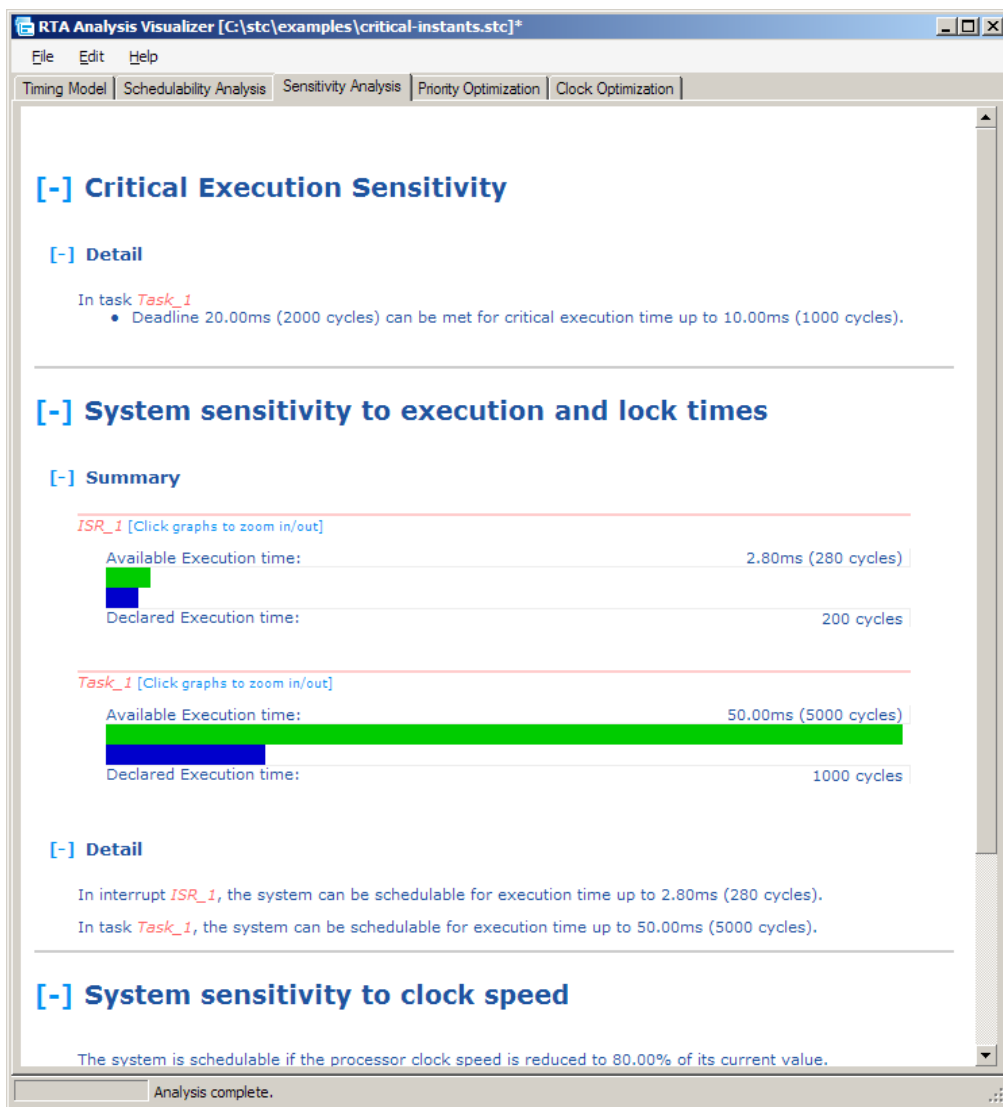 RTA Analysis Visualizer [C:\stc\examples\critical-instants.stc]*
File Edit Help
Timing Model Schedulability Analysis Sensitivity Analysis Priority Optimization Clock Optimization
[-] Critical Execution Sensitivity
[-] Detail
In task Task_1
• Deadline 20.00ms (2000 cycles) can be met for critical execution time up to 10.00ms (1000 cycles).
[-] System sensitivity to execution and lock times
[-] Summary
ISR_1 [Click graphs to zoom in/out]
Available Execution time: 2.80ms (280 cycles)
Declared Execution time: 200 cycles
Task_1 [Click graphs to zoom in/out]
Available Execution time: 50.00ms (5000 cycles)
Declared Execution time: 1000 cycles
[-] Detail
In interrupt ISR_1, the system can be schedulable for execution time up to 2.80ms (280 cycles).
In task Task_1, the system can be schedulable for execution time up to 50.00ms (5000 cycles).
[-] System sensitivity to clock speed
The system is schedulable if the processor clock speed is reduced to 80.00% of its current value.
Analysis complete.